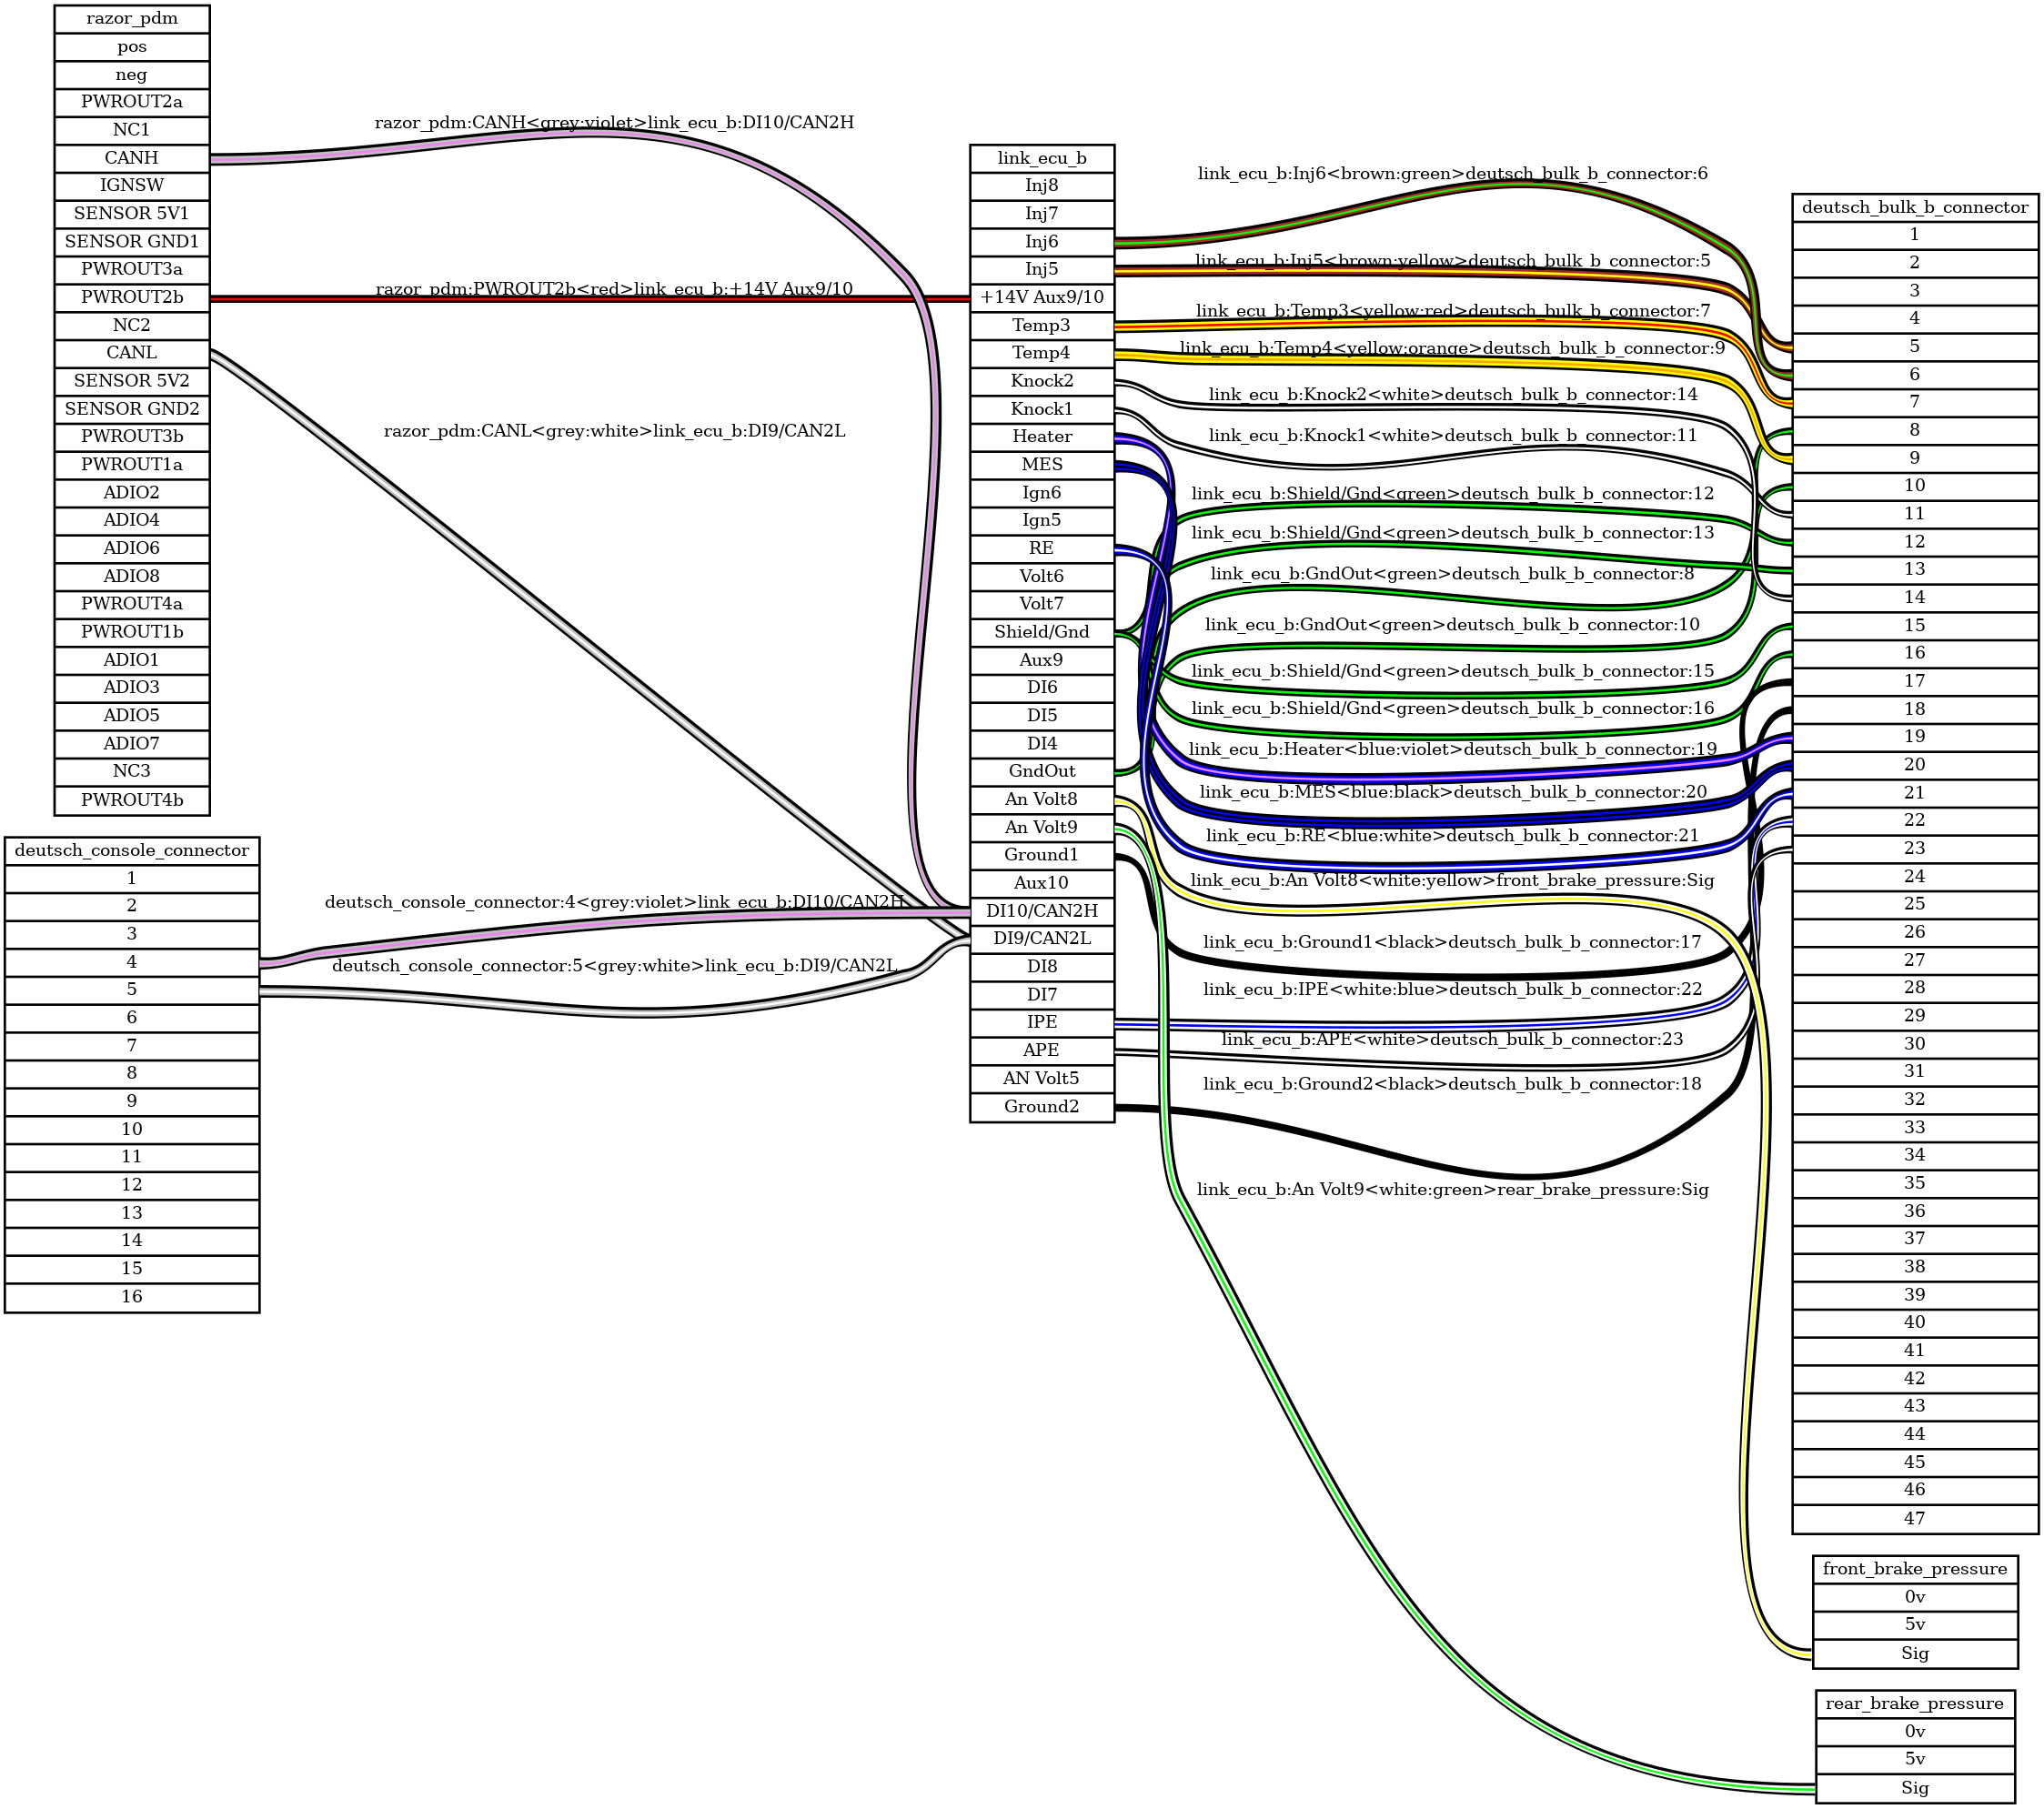 razor_pdm
pos
neg
PWROUT2a
NC1
CANH
IGNSW
SENSOR 5V1
SENSOR GND1
PWROUT3a
PWROUT2b
NC2
CANL
SENSOR 5V2
SENSOR GND2
PWROUT3b
PWROUT1a
ADIO2
ADIO4
ADIO6
ADIO8
PWROUT4a
PWROUT1b
ADIO1
ADIO3
ADIO5
ADIO7
NC3
PWROUT4b
deutsch_console_connector
1
2
3
4
5
6
7
8
9
10
11
12
13
14
15
16
razor_pdm:CANH<grey:violet>link_ecu_b:DI10/CAN2H
razor_pdm:PWROUT2b<red>link_ecu_b:+14V Aux9/10
razor_pdm:CANL<grey:white>link_ecu_b:DI9/CAN2L
deutsch_console_connector:4<grey:violet>link_ecu_b:DI10/CAN2H
deutsch_console_connector:5<grey:white>link_ecu_b:DI9/CAN2L
link_ecu_b
Inj8
Inj7
Inj6
Inj5
+14V Aux9/10
Temp3
Temp4
Knock2
Knock1
Heater
MES
Ign6
Ign5
RE
Volt6
Volt7
Shield/Gnd
Aux9
DI6
DI5
DI4
GndOut
An Volt8
An Volt9
Ground1
Aux10
DI10/CAN2H
DI9/CAN2L
DI8
DI7
IPE
APE
AN Volt5
Ground2
link_ecu_b:Inj6<brown:green>deutsch_bulk_b_connector:6
link_ecu_b:Inj5<brown:yellow>deutsch_bulk_b_connector:5
link_ecu_b:Temp3<yellow:red>deutsch_bulk_b_connector:7
link_ecu_b:Temp4<yellow:orange>deutsch_bulk_b_connector:9
link_ecu_b:Knock2<white>deutsch_bulk_b_connector:14
link_ecu_b:Knock1<white>deutsch_bulk_b_connector:11
link_ecu_b:Shield/Gnd<green>deutsch_bulk_b_connector:12
link_ecu_b:Shield/Gnd<green>deutsch_bulk_b_connector:13
link_ecu_b:GndOut<green>deutsch_bulk_b_connector:8
link_ecu_b:GndOut<green>deutsch_bulk_b_connector:10
link_ecu_b:Shield/Gnd<green>deutsch_bulk_b_connector:15
link_ecu_b:Shield/Gnd<green>deutsch_bulk_b_connector:16
link_ecu_b:Heater<blue:violet>deutsch_bulk_b_connector:19
link_ecu_b:MES<blue:black>deutsch_bulk_b_connector:20
link_ecu_b:RE<blue:white>deutsch_bulk_b_connector:21
link_ecu_b:An Volt8<white:yellow>front_brake_pressure:Sig
link_ecu_b:Ground1<black>deutsch_bulk_b_connector:17
link_ecu_b:IPE<white:blue>deutsch_bulk_b_connector:22
link_ecu_b:APE<white>deutsch_bulk_b_connector:23
link_ecu_b:Ground2<black>deutsch_bulk_b_connector:18
link_ecu_b:An Volt9<white:green>rear_brake_pressure:Sig
deutsch_bulk_b_connector
1
2
3
4
5
6
7
8
9
10
11
12
13
14
15
16
17
18
19
20
21
22
23
24
25
26
27
28
29
30
31
32
33
34
35
36
37
38
39
40
41
42
43
44
45
46
47
front_brake_pressure
0v
5v
Sig
rear_brake_pressure
0v
5v
Sig